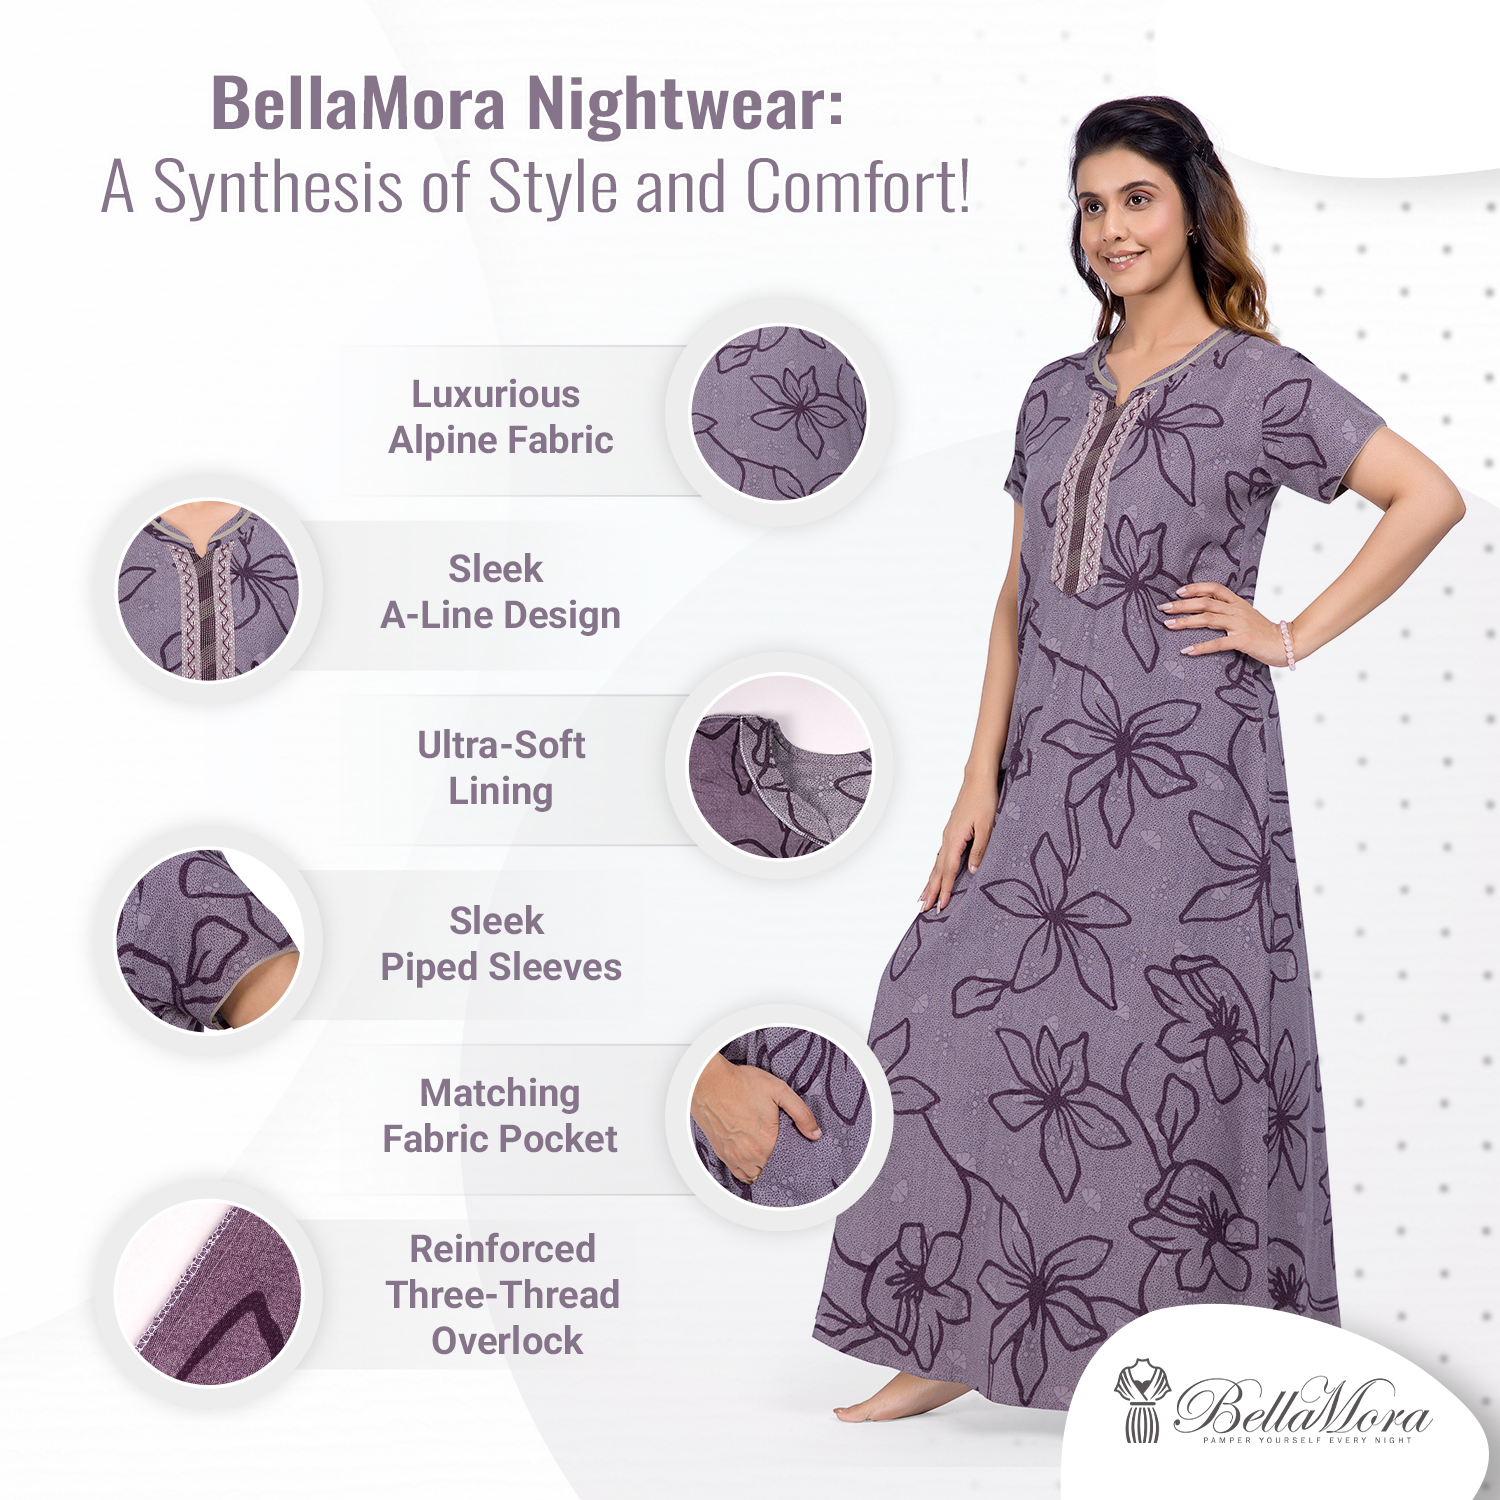 BellaMora Nightwear:
A Synthesis of Style and Comfort!
Luxurious
Alpine Fabric
Sleek
A-Line Design
Ultra-Soft
Lining
Sleek
Piped Sleeves
Matching
Fabric Pocket
Reinforced
Three-Thread
Overlock
BellaMora
PAMPER YOURSELF EVERY NIGHT